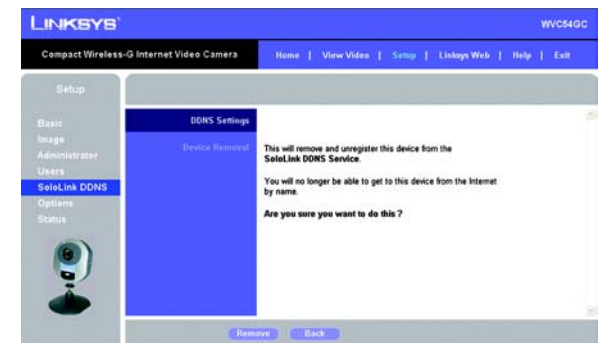 LINKSYS
WVC54GC
Compact Wireless-G Internet Video Camera
Home | View Video | Setup | Linksys Web | Help | Exit
Setup
Basic
Image
Administrator
Users
SoloLink DDNS
Options
Status
DDNS Settings
Device Removel
This will remove and unregister this device from the
SoloLink DDNS Service.
You will no longer be able to get to this device from the Internet
by name.
Are you sure you want to do this ?
Remove
Back